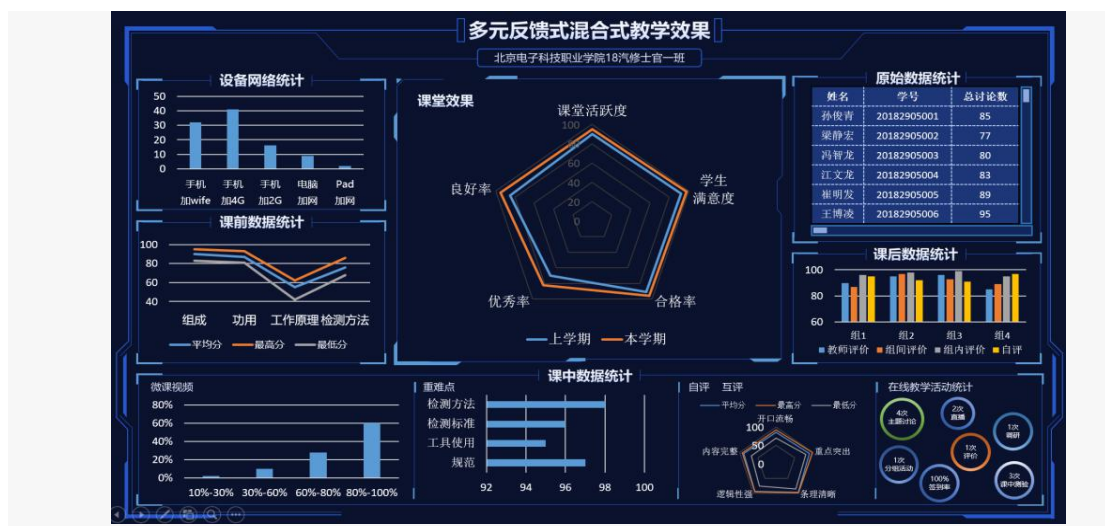 多元反馈式混合式教学效果
北京电子科技职业学院18汽修士官一班
设备网络统计
50
40
30
20
10
0
手机 手机 手机 电脑 Pad
加wife 加4G 加2G 加网 加网
课前数据统计
100
80
60
40
组成 功用 工作原理 检测方法
平均分 最高分 最低分
课堂效果
课堂活跃度
100
80
60
40
20
0
学生
满意度
良好率
优秀率
合格率
上学期 本学期
原始数据统计
姓名 学号 总讨论数
孙俊青 20182905001 85
梁静宏 20182905002 77
冯智龙 20182905003 80
江文龙 20182905004 83
崔明发 20182905005 89
王博凌 20182905006 95
课后数据统计
100
80
60
组1 组2 组3 组4
教师评价 组间评价 组内评价 自评
课中数据统计
微课视频
80%
60%
40%
20%
0%
10%-30% 30%-60% 60%-80% 80%-100%
重难点
检测方法
检测标准
工具使用
规范
92 94 96 98 100
自评 互评
平均分 最高分 最低分
开口流畅
100
50
0
内容完整
重点突出
逻辑性强
条理清晰
在线教学活动统计
4次
主题讨论
2次
直播
1次
调研
1次
评价
1次
分组活动
100%
签到率
3次
课中测验